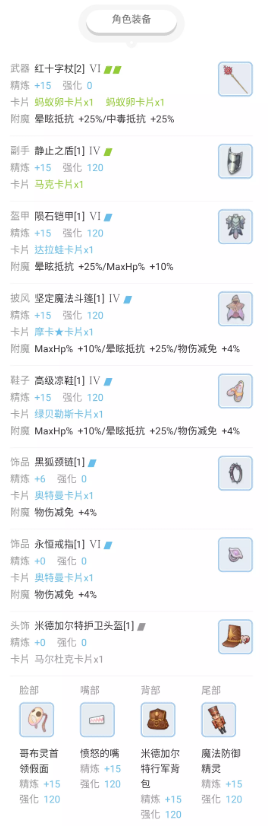 角色装备
武器 红十字杖[2] VI
精炼 +15 强化 0
卡片 蚂蚁卵卡片x1 蚂蚁卵卡片x1
附魔 晕眩抵抗 +25%/中毒抵抗 +25%
副手 静止之盾[1] IV
精炼 +15 强化 120
卡片 马克卡片x1
盔甲 陨石铠甲[1] VI
精炼 +15 强化 120
卡片 达拉蛙卡片x1
附魔 晕眩抵抗 +25%/MaxHp% +10%
披风 坚定魔法斗篷[1] IV
精炼 +15 强化 120
卡片 摩卡★卡片x1
附魔 MaxHp% +10%/晕眩抵抗 +25%/物伤减免 +4%
鞋子 高级凉鞋[1] IV
精炼 +15 强化 120
卡片 绿贝勒斯卡片x1
附魔 MaxHp% +10%/晕眩抵抗 +25%/物伤减免 +4%
饰品 黑狐颈链[1]
精炼 +6 强化 0
卡片 奥特曼卡片x1
附魔 物伤减免 +4%
饰品 永恒戒指[1] VI
精炼 +0 强化 0
卡片 奥特曼卡片x1
附魔 物伤减免 +4%
头饰 米德加尔特护卫头盔[1]
精炼 +0 强化 0
卡片 马尔杜克卡片x1
脸部 嘴部 背部 尾部
哥布灵首 愤怒的嘴 米德加尔 魔法防御
领假面 精炼 +15 特行军背 精灵
精炼 +15 强化 120 包 精炼 +15
强化 120 精炼 +15 强化 120
强化 120